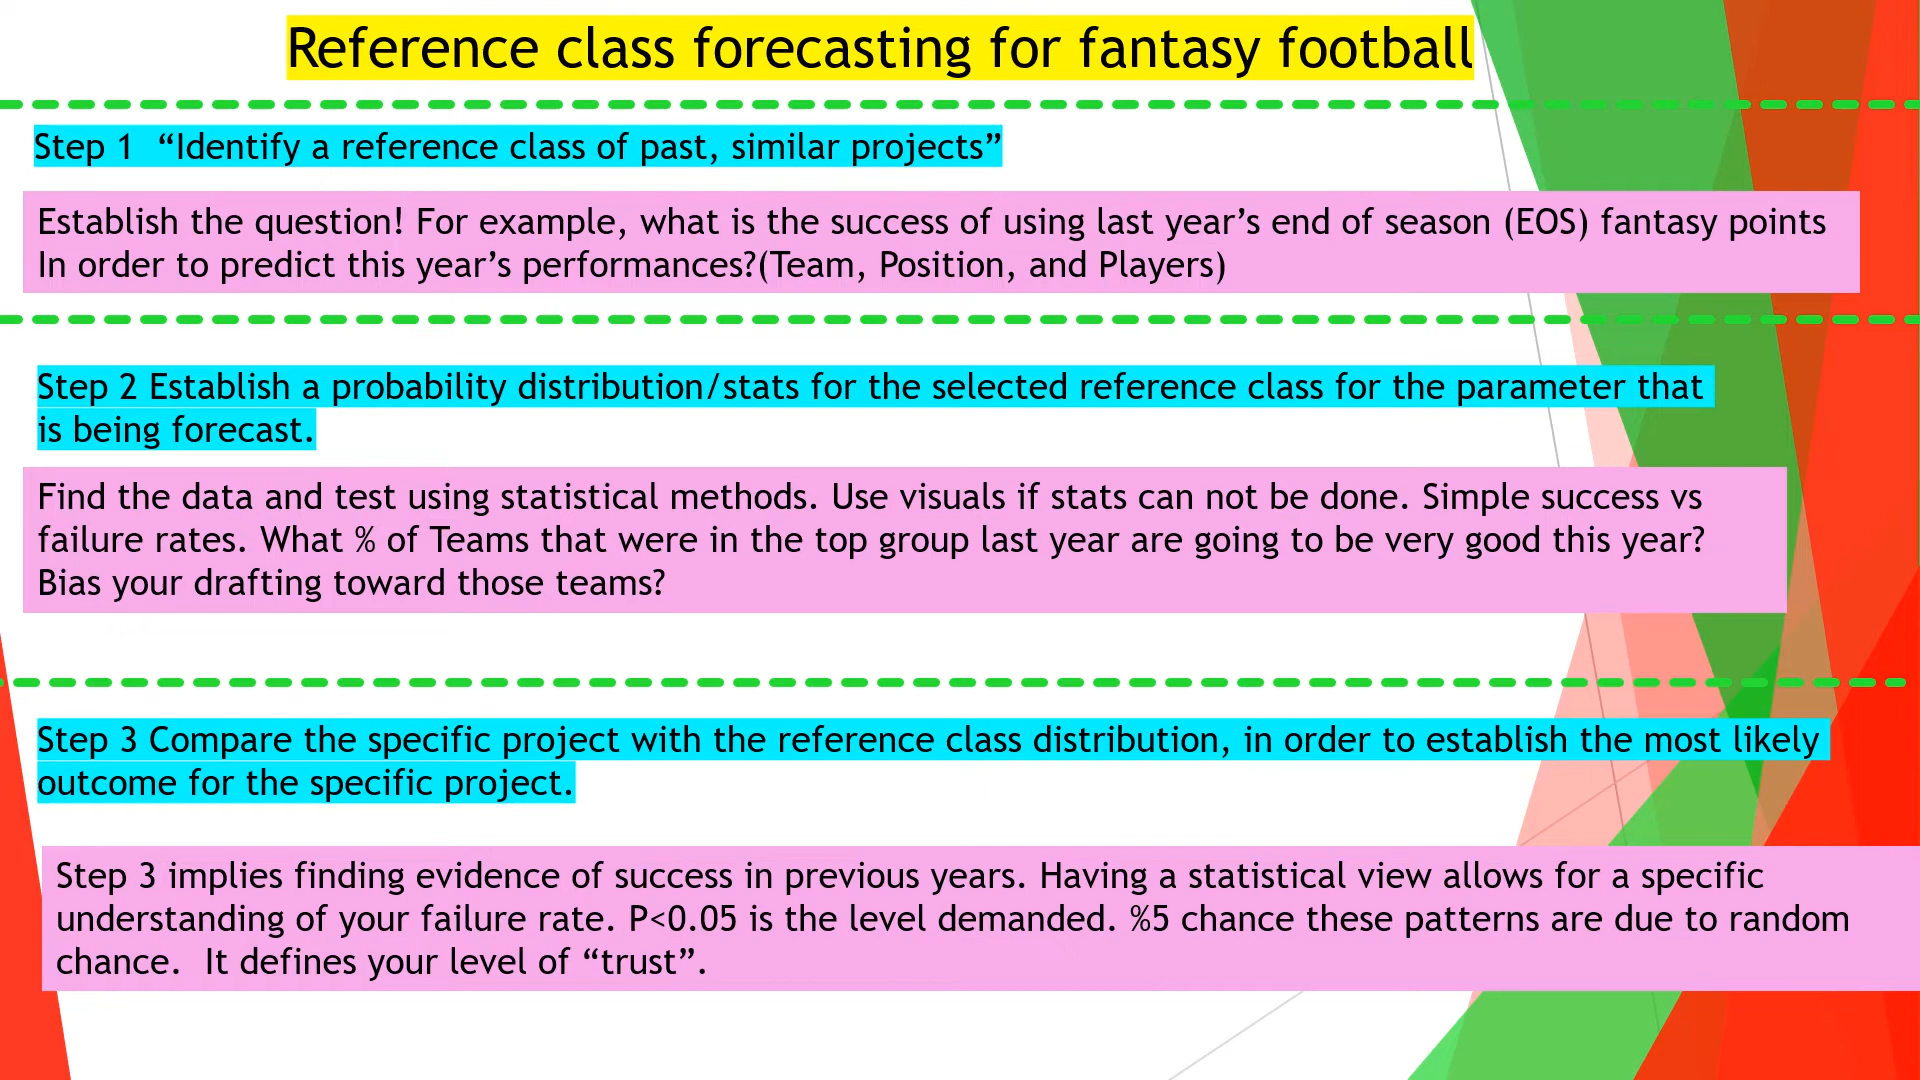 Reference class forecasting for fantasy football
Step 1  “Identify a reference class of past, similar projects”
Establish the question! For example, what is the success of using last year’s end of season (EOS) fantasy points
In order to predict this year’s performances?(Team, Position, and Players)
Step 2 Establish a probability distribution/stats for the selected reference class for the parameter that
is being forecast.
Find the data and test using statistical methods. Use visuals if stats can not be done. Simple success vs
failure rates. What % of Teams that were in the top group last year are going to be very good this year?
Bias your drafting toward those teams?
Step 3 Compare the specific project with the reference class distribution, in order to establish the most likely
outcome for the specific project.
Step 3 implies finding evidence of success in previous years. Having a statistical view allows for a specific
understanding of your failure rate. P<0.05 is the level demanded. %5 chance these patterns are due to random
chance.  It defines your level of “trust”.